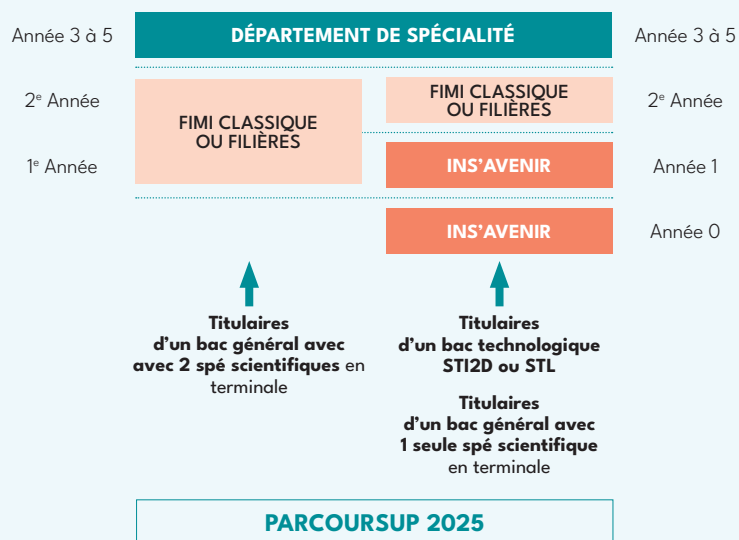 Année 3 à 5
DÉPARTEMENT DE SPÉCIALITÉ
Année 3 à 5
2e Année
FIMI CLASSIQUE
OU FILIÈRES
FIMI CLASSIQUE
OU FILIÈRES
2e Année
1e Année
INS’AVENIR
Année 1
INS’AVENIR
Année 0
Titulaires
d’un bac général avec
avec 2 spé scientifiques en
terminale
Titulaires
d’un bac technologique
STI2D ou STL
Titulaires
d’un bac général avec
1 seule spé scientifique
en terminale
PARCOURSUP 2025